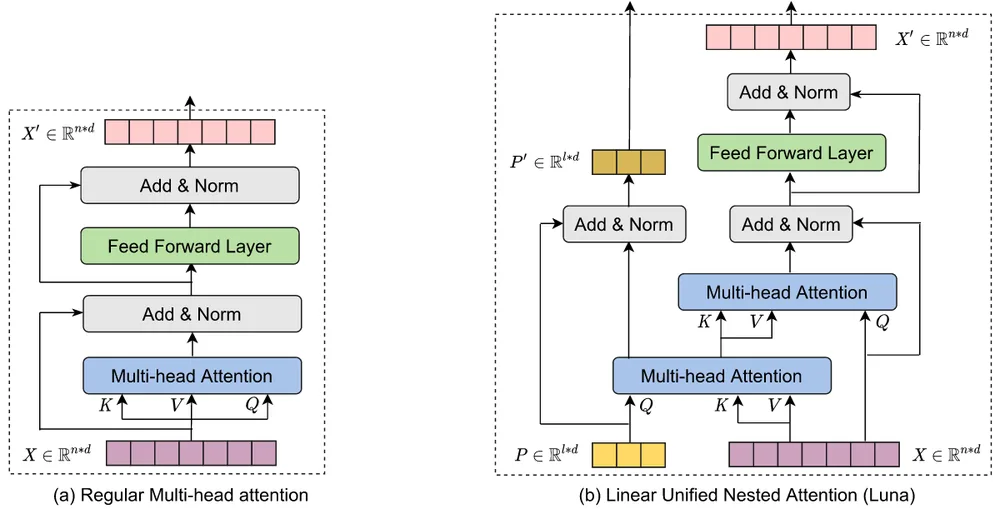 X′ ∈ ℝ^{n*d}
Add & Norm
Feed Forward Layer
Add & Norm
Multi-head Attention
K V Q
X ∈ ℝ^{n*d}
(a) Regular Multi-head attention
X′ ∈ ℝ^{n*d}
Add & Norm
Feed Forward Layer
P′ ∈ ℝ^{l*d}
Add & Norm
Add & Norm
Multi-head Attention
K V Q
Multi-head Attention
Q K V
P ∈ ℝ^{l*d}
X ∈ ℝ^{n*d}
(b) Linear Unified Nested Attention (Luna)